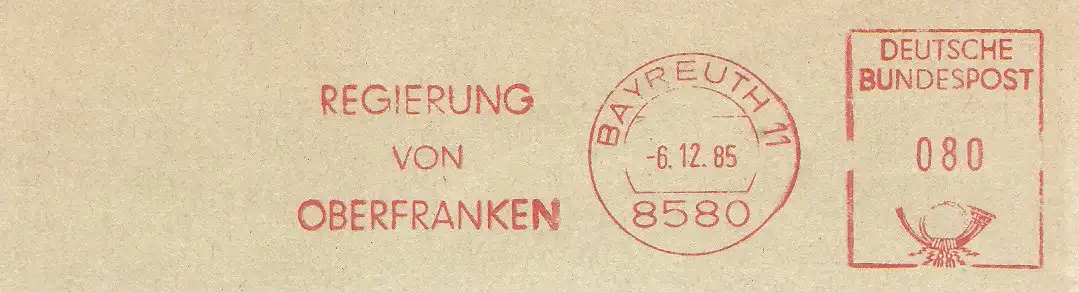 REGIERUNG
VON
OBERFRANKEN
BAYREUTH 11
-6.12.85
8580
DEUTSCHE
BUNDESPOST
080